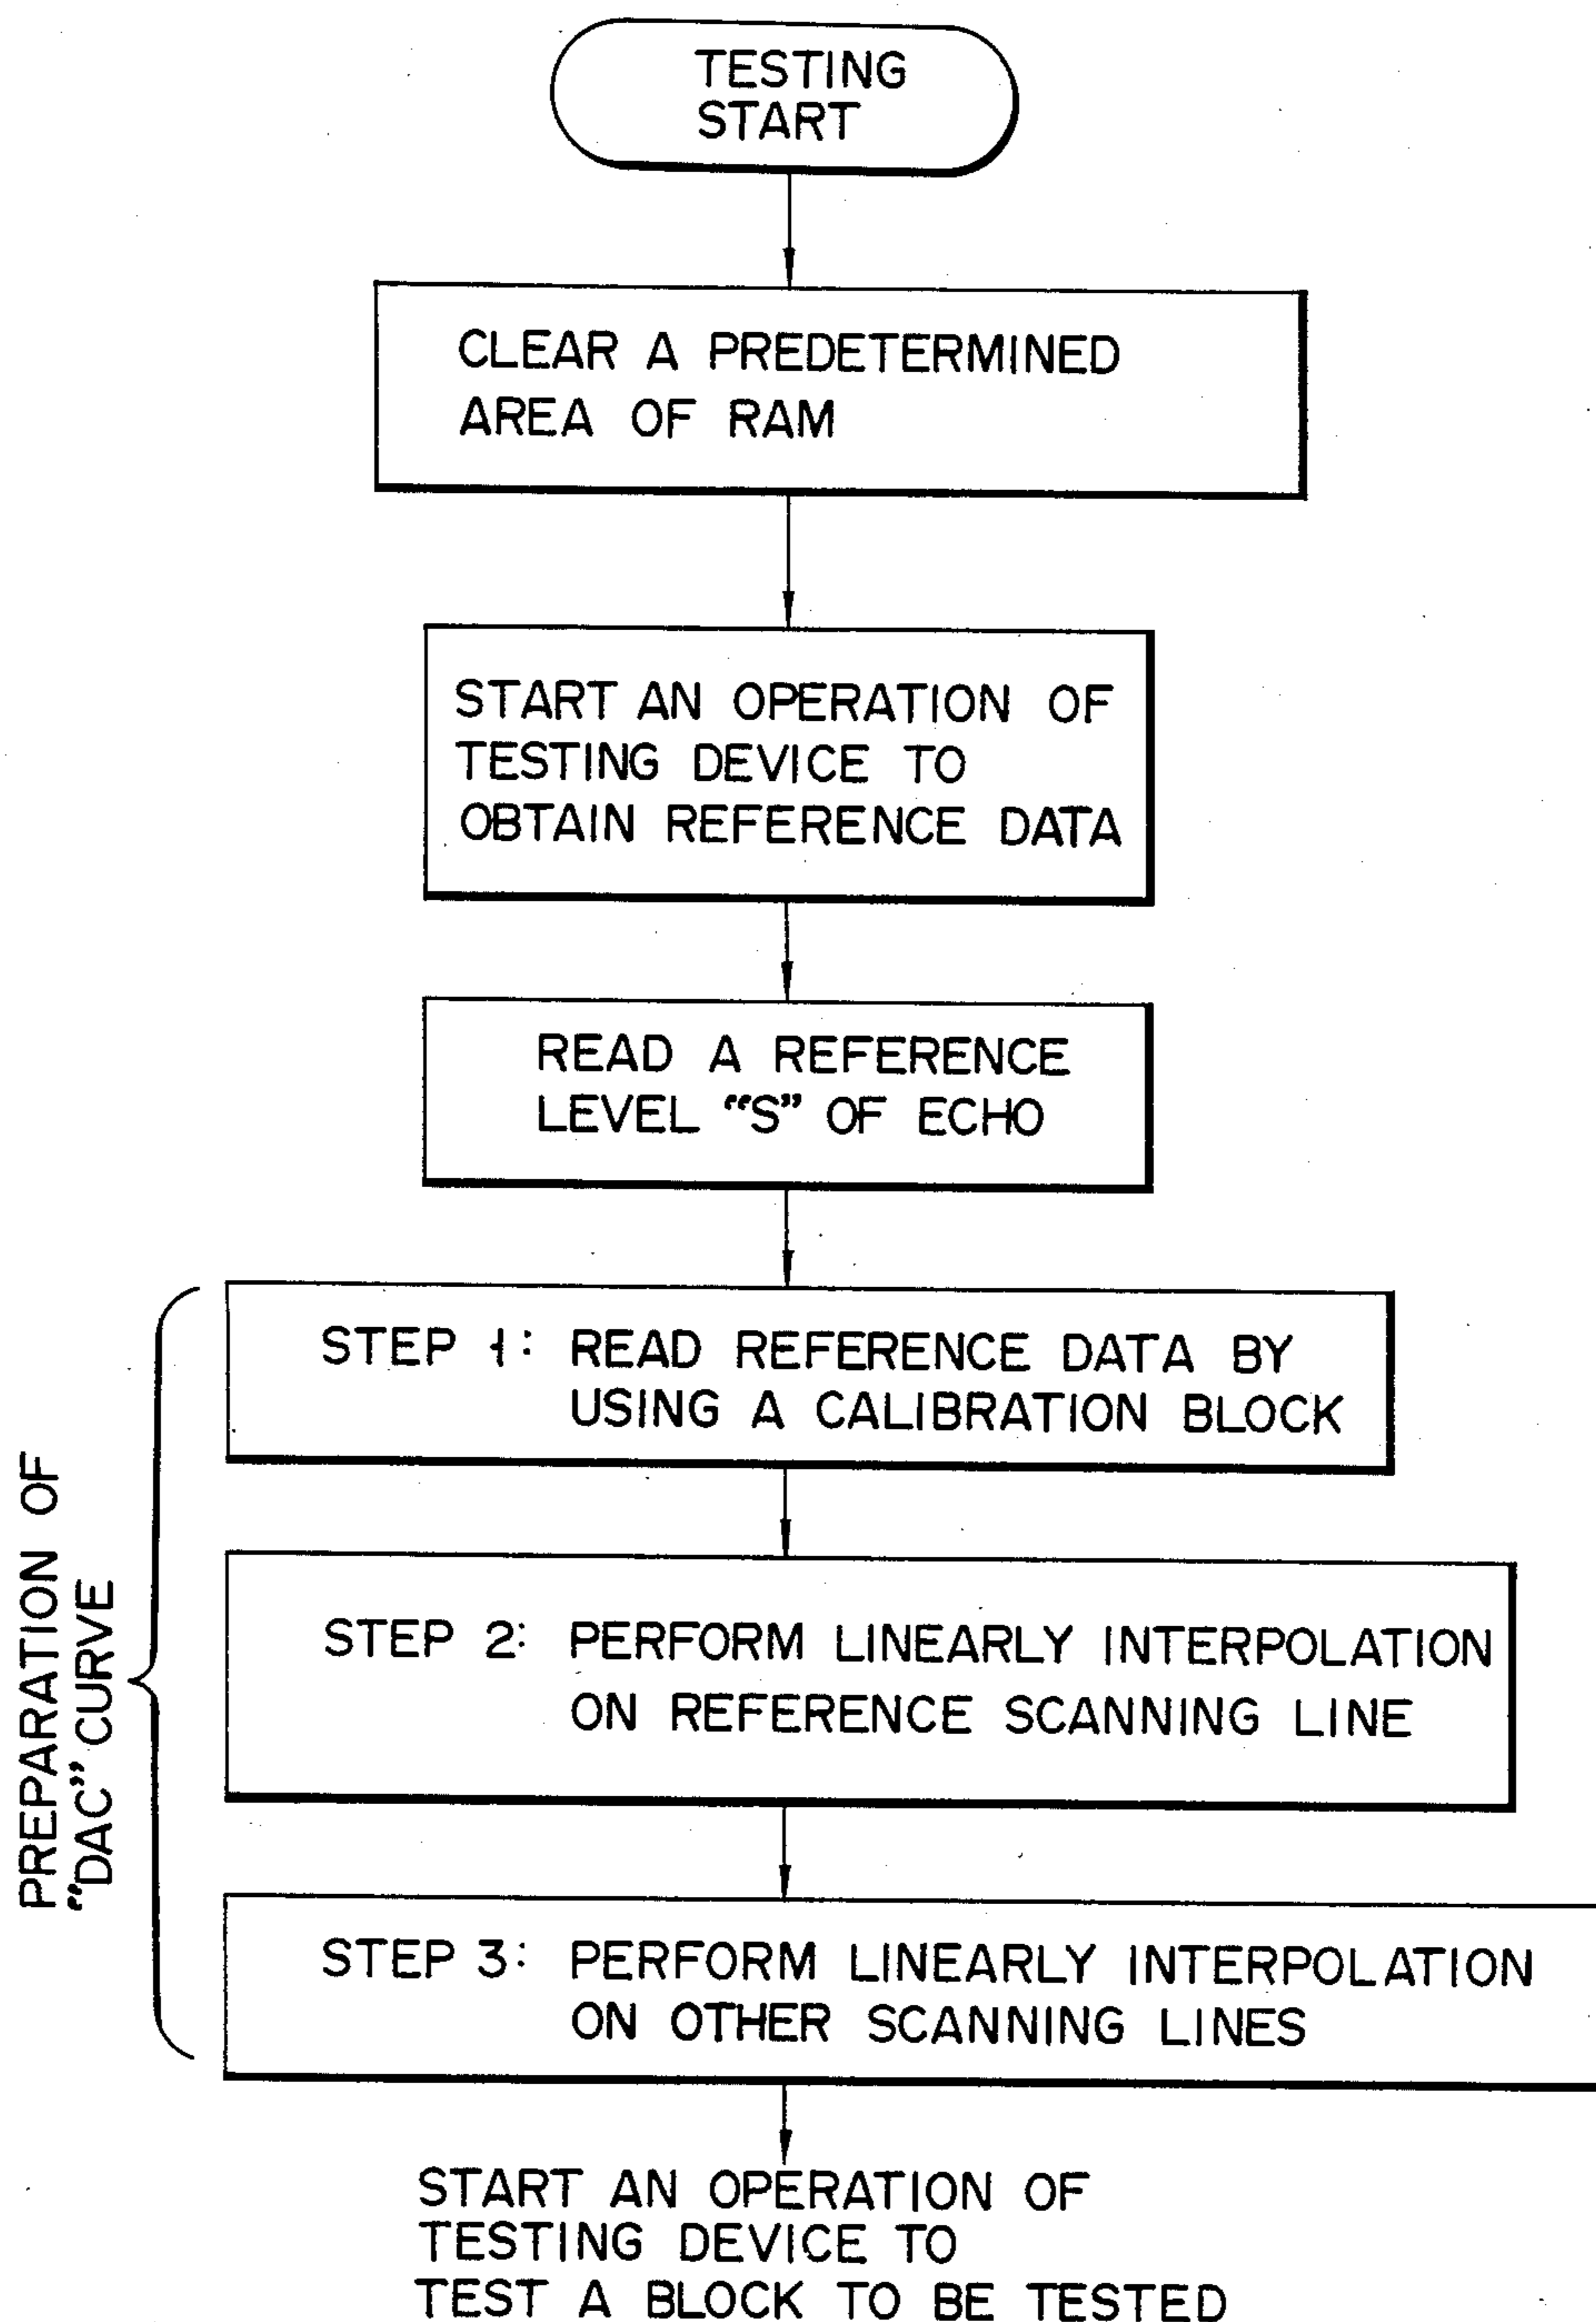 TESTING
START
CLEAR A PREDETERMINED
AREA OF RAM
START AN OPERATION OF
TESTING DEVICE TO
OBTAIN REFERENCE DATA
READ A REFERENCE
LEVEL “S” OF ECHO
PREPARATION OF
“DAC” CURVE
STEP 1: READ REFERENCE DATA BY
USING A CALIBRATION BLOCK
STEP 2: PERFORM LINEARLY INTERPOLATION
ON REFERENCE SCANNING LINE
STEP 3: PERFORM LINEARLY INTERPOLATION
ON OTHER SCANNING LINES
START AN OPERATION OF
TESTING DEVICE TO
TEST A BLOCK TO BE TESTED